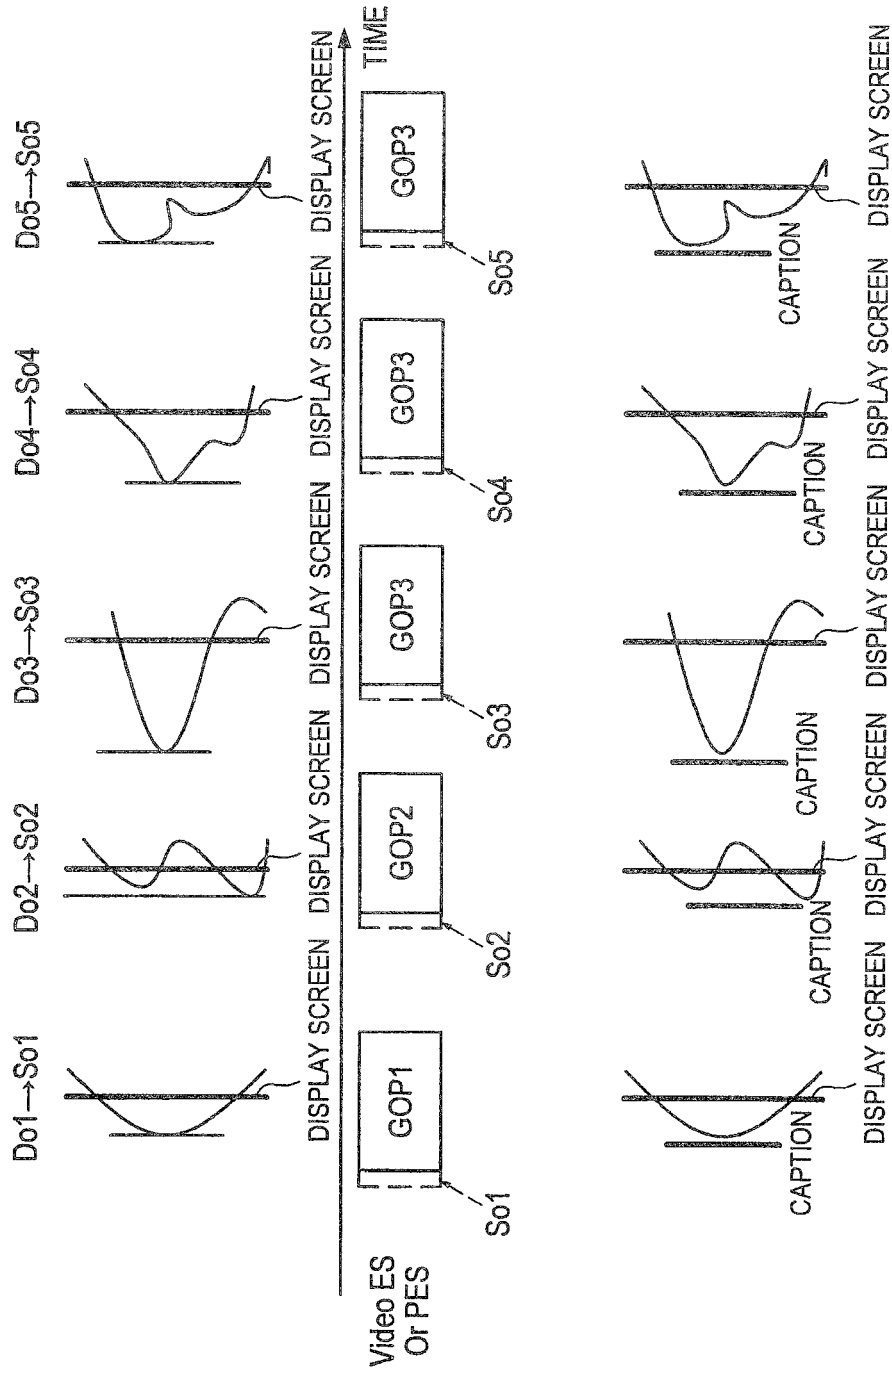 Do1→So1
Do2→So2
Do3→So3
Do4→So4
Do5→So5
DISPLAY SCREEN
DISPLAY SCREEN
DISPLAY SCREEN
DISPLAY SCREEN
DISPLAY SCREEN
TIME
Video ES
Or PES
GOP1
GOP2
GOP3
GOP3
GOP3
So1
So2
So3
So4
So5
CAPTION
CAPTION
CAPTION
CAPTION
CAPTION
DISPLAY SCREEN
DISPLAY SCREEN
DISPLAY SCREEN
DISPLAY SCREEN
DISPLAY SCREEN